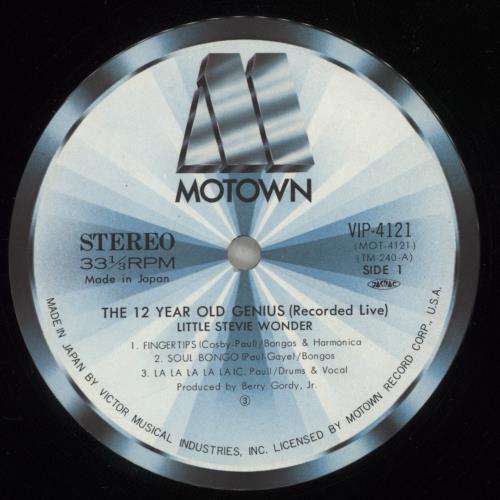 MOTOWN
STEREO
33⅓RPM
Made in Japan
VIP-4121
(MOT-4121)
(TM-240-A)
SIDE 1
THE 12 YEAR OLD GENIUS (Recorded Live)
LITTLE STEVIE WONDER
1. FINGERTIPS(Cosby-Paul)/Bongos & Harmonica
2. SOUL BONGO(Paul-Gaye)/Bongos
3. LA LA LA LA LA(C. Paul)/Drums & Vocal
Produced by Berry Gordy, Jr.
③
MADE IN JAPAN BY VICTOR MUSICAL INDUSTRIES, INC. LICENSED BY MOTOWN RECORD CORP., U.S.A.